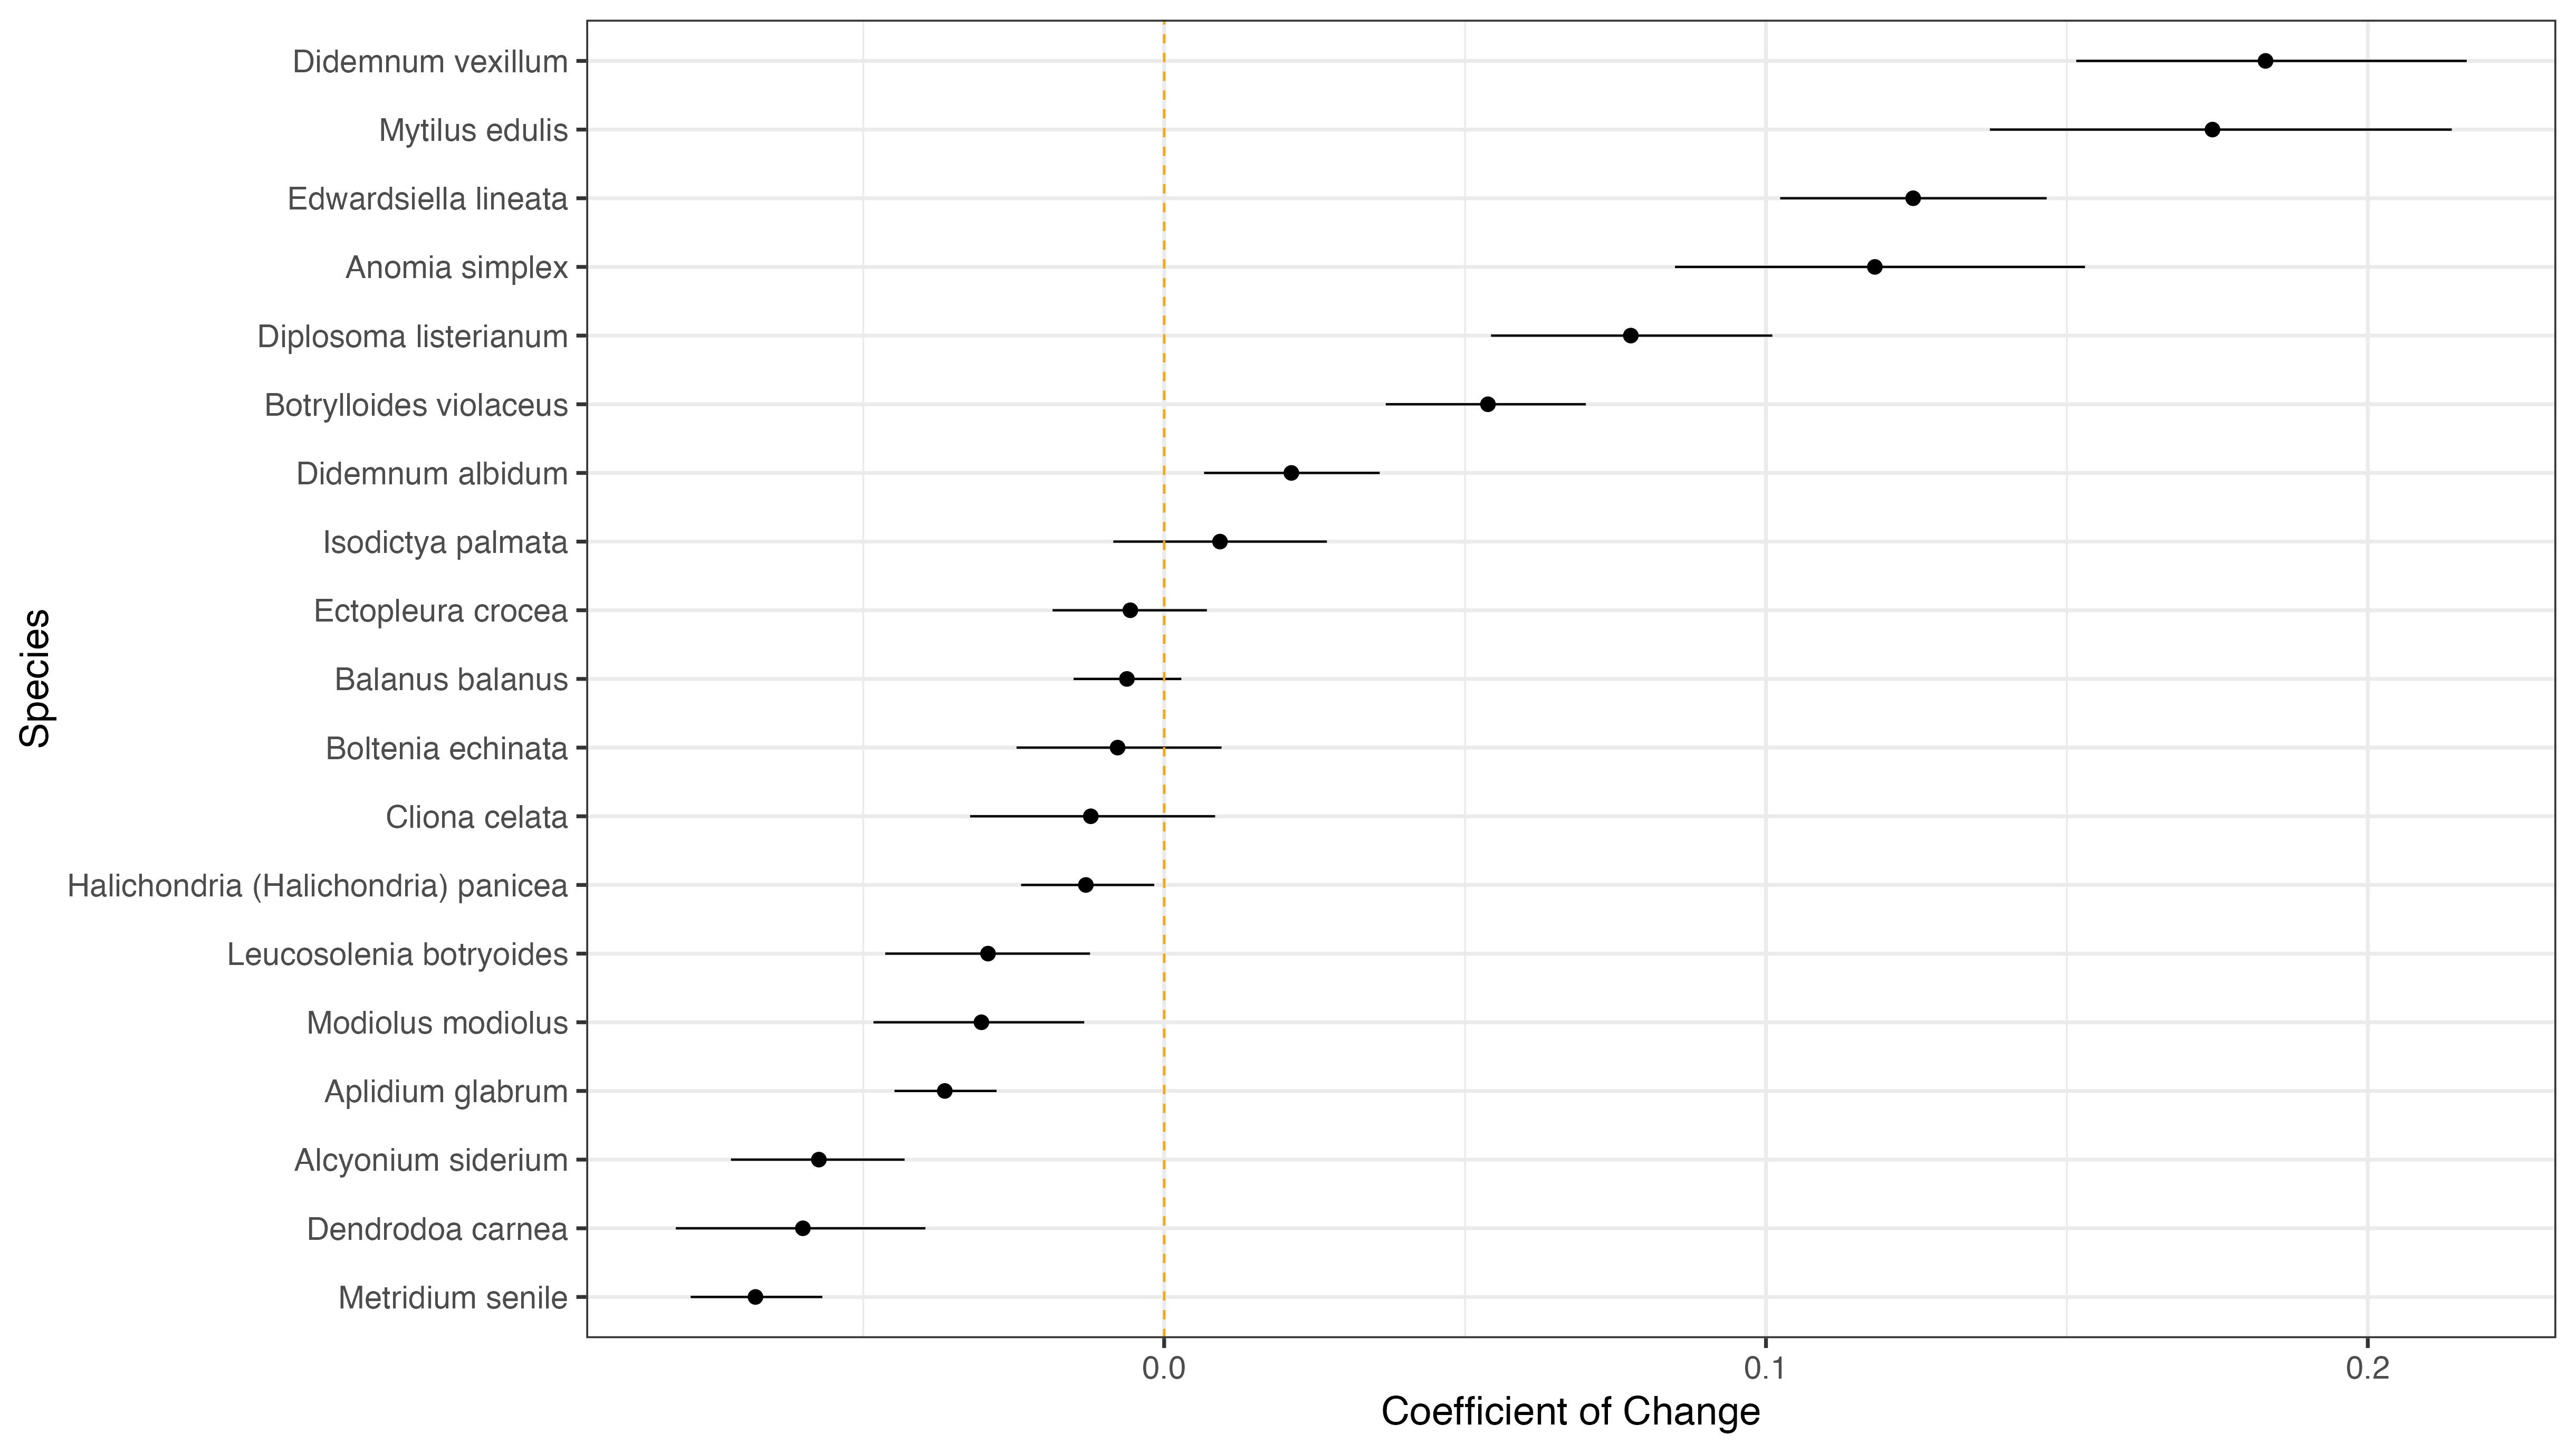 Didemnum vexillum
Mytilus edulis
Edwardsiella lineata
Anomia simplex
Diplosoma listerianum
Botrylloides violaceus
Didemnum albidum
Isodictya palmata
Ectopleura crocea
Balanus balanus
Boltenia echinata
Cliona celata
Halichondria (Halichondria) panicea
Leucosolenia botryoides
Modiolus modiolus
Aplidium glabrum
Alcyonium siderium
Dendrodoa carnea
Metridium senile
Species
0.0 0.1 0.2
Coefficient of Change